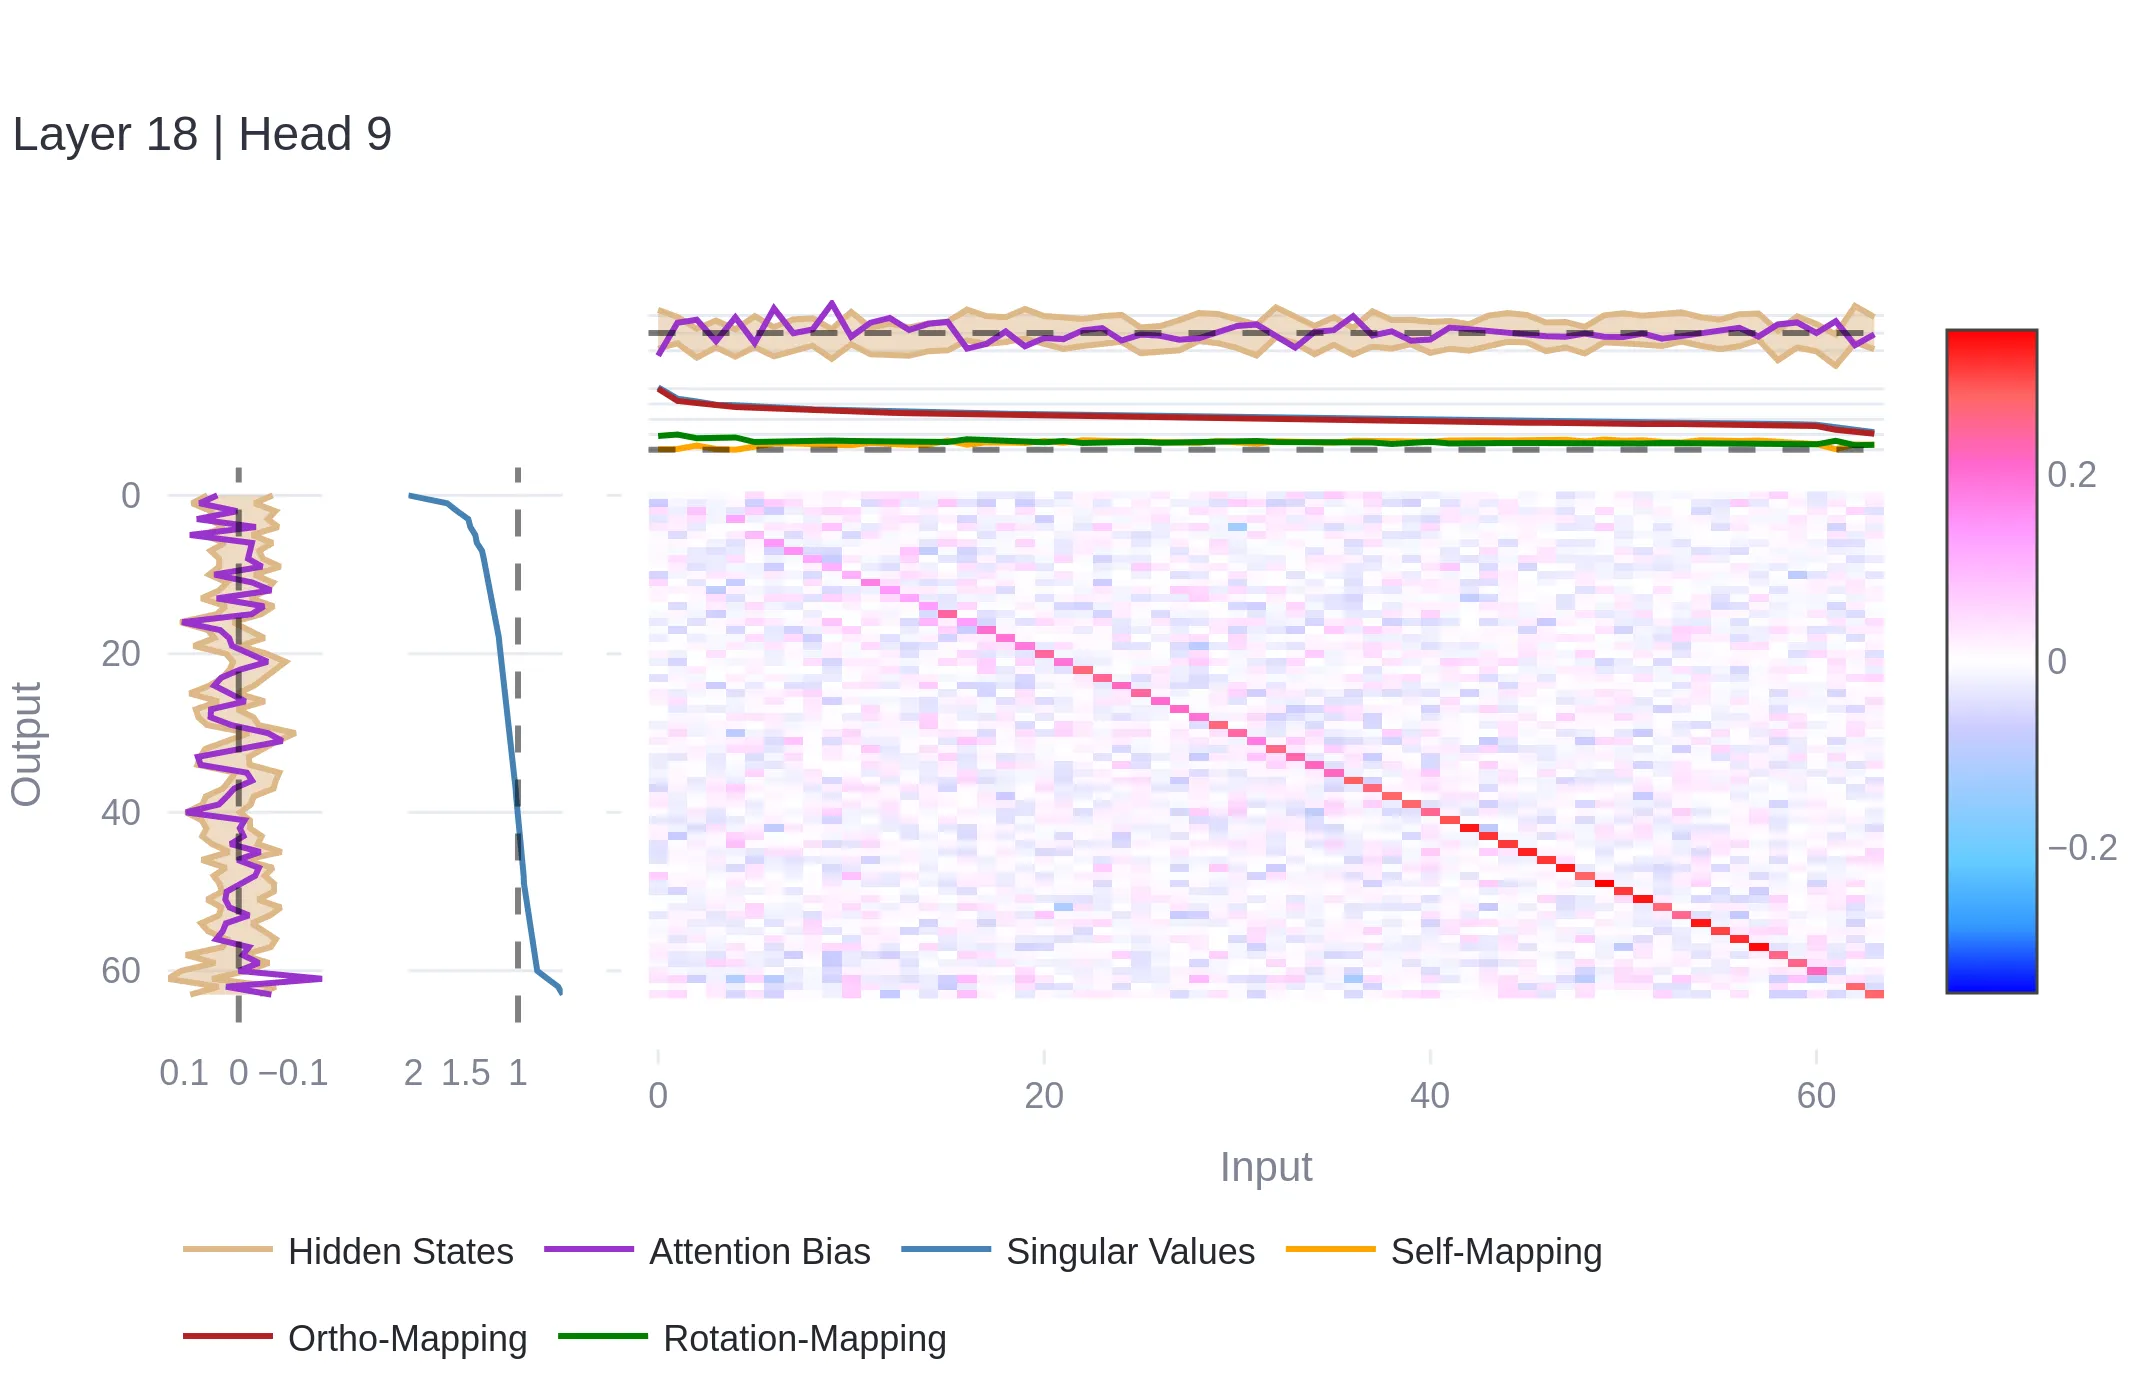 Layer 18 | Head 9
0
20
40
60
Output
0.1 0 −0.1
2 1.5 1
0 20 40 60
Input
0.2
0
−0.2
Hidden States Attention Bias Singular Values Self-Mapping
Ortho-Mapping Rotation-Mapping